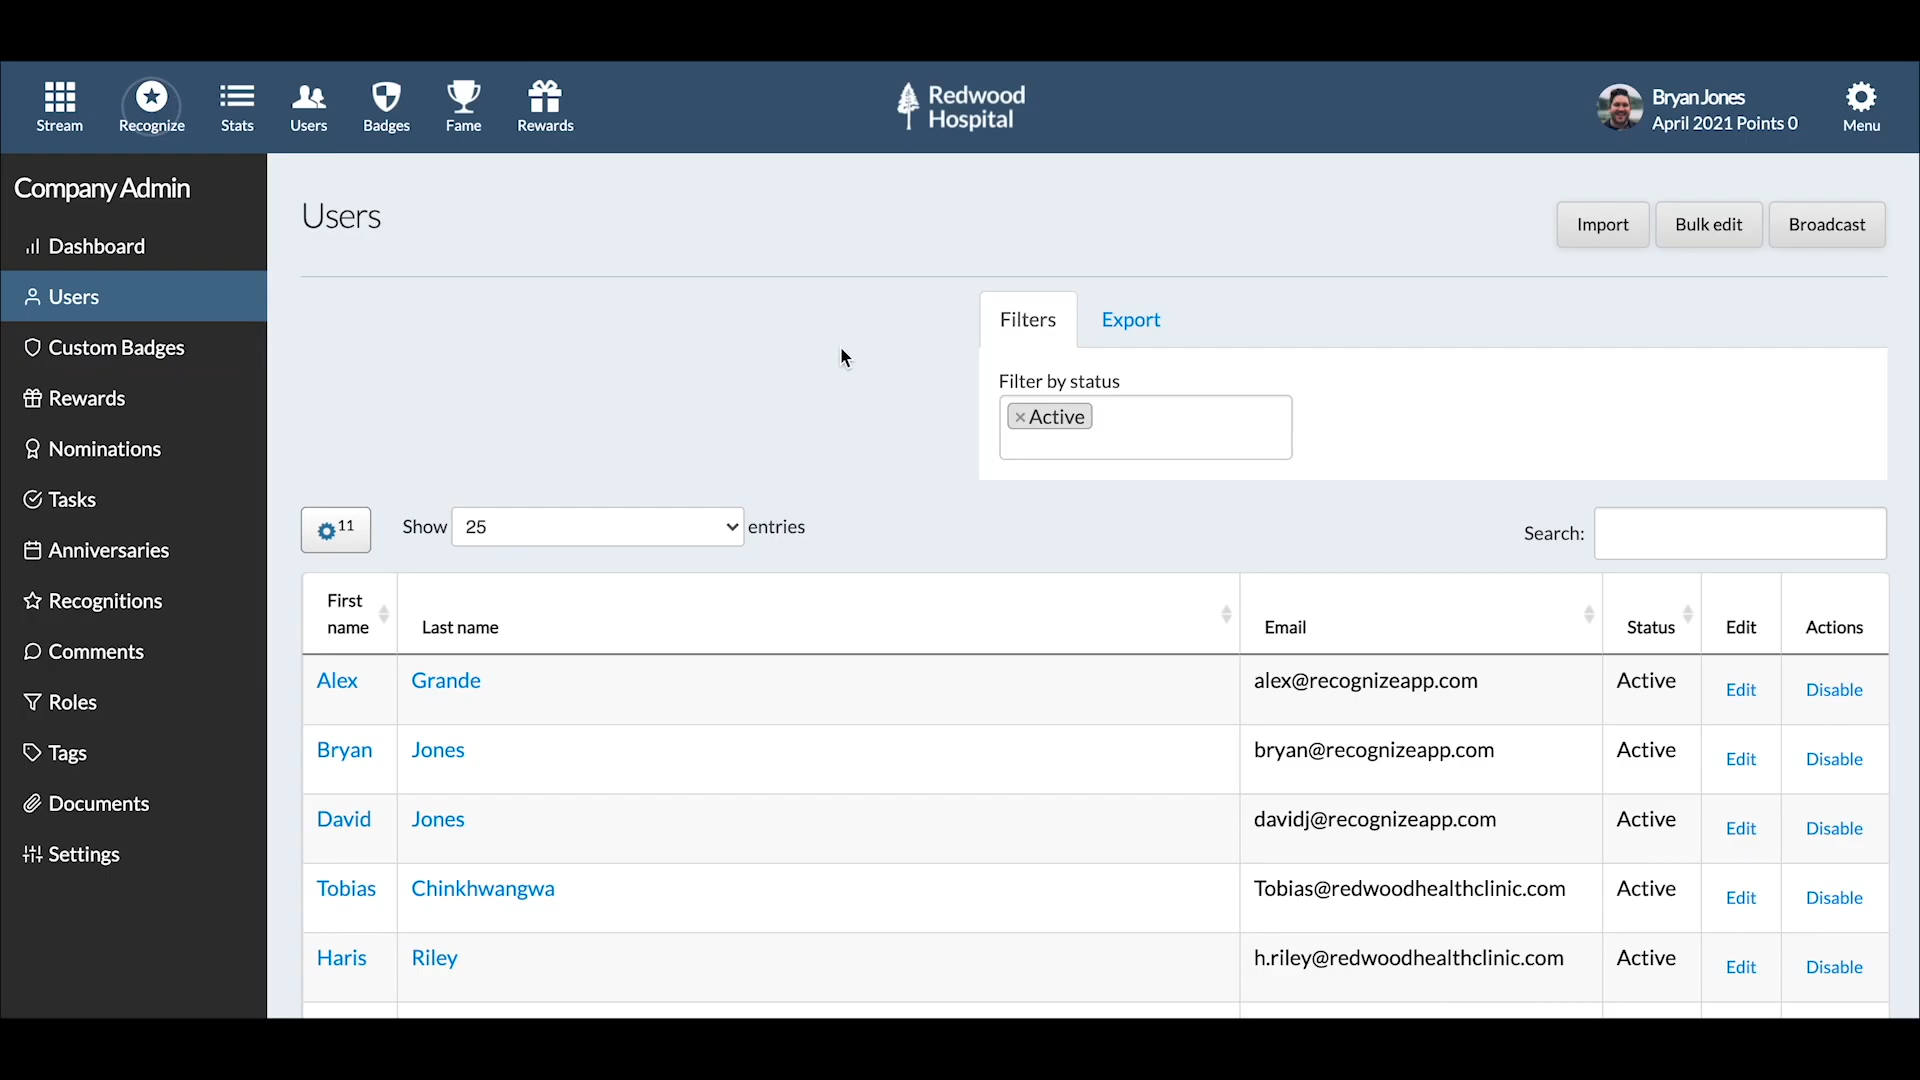 Stream
Recognize
Stats
Users
Badges
Fame
Rewards
Redwood
Hospital
Bryan Jones
April 2021 Points 0
Menu
Company Admin
Dashboard
Users
Custom Badges
Rewards
Nominations
Tasks
Anniversaries
Recognitions
Comments
Roles
Tags
Documents
Settings
Users
Import
Bulk edit
Broadcast
Filters
Export
Filter by status
×Active
11
Show 25 entries
Search:
First
name
Last name
Email
Status
Edit
Actions
Alex Grande alex@recognizeapp.com Active Edit Disable
Bryan Jones bryan@recognizeapp.com Active Edit Disable
David Jones davidj@recognizeapp.com Active Edit Disable
Tobias Chinkhwangwa Tobias@redwoodhealthclinic.com Active Edit Disable
Haris Riley h.riley@redwoodhealthclinic.com Active Edit Disable